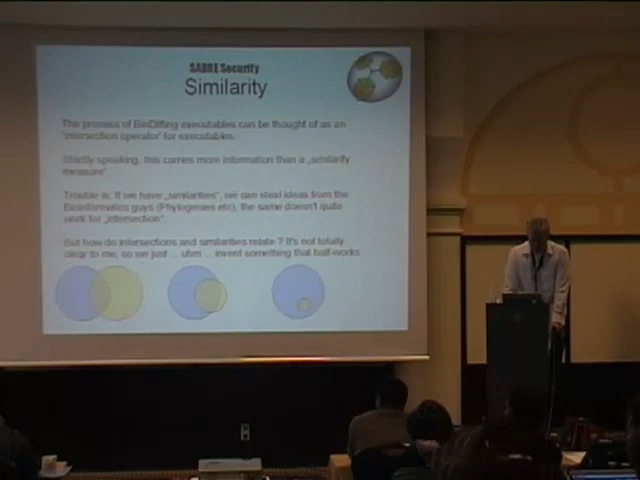 SABRE Security
Similarity
The process of BinDiffing executables can be thought of as an
'intersection operator' for executables.
Strictly speaking, this carries more information than a „similarity
measure"
Trouble is: If we have „similarities", we can steal ideas from the
Bioinformatics guys (Phylogenies etc), the same doesn't quite
work for „intersection"
But how do intersections and similarities relate ? It's not totally
clear to me, so we just ... uhm ... invent something that half-works.